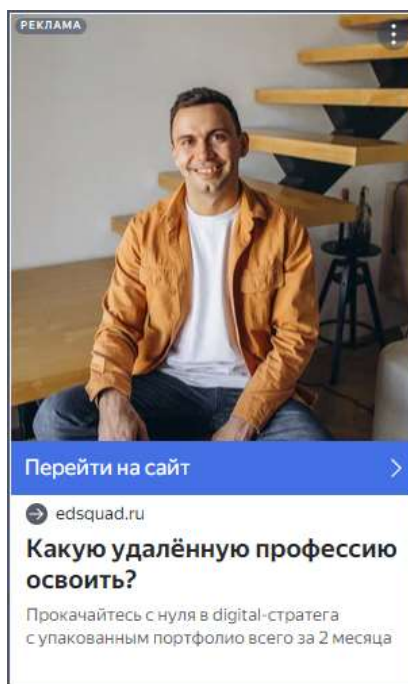 РЕКЛАМА
Перейти на сайт
edsquad.ru
Какую удалённую профессию
освоить?
Прокачайтесь с нуля в digital-стратега
с упакованным портфолио всего за 2 месяца